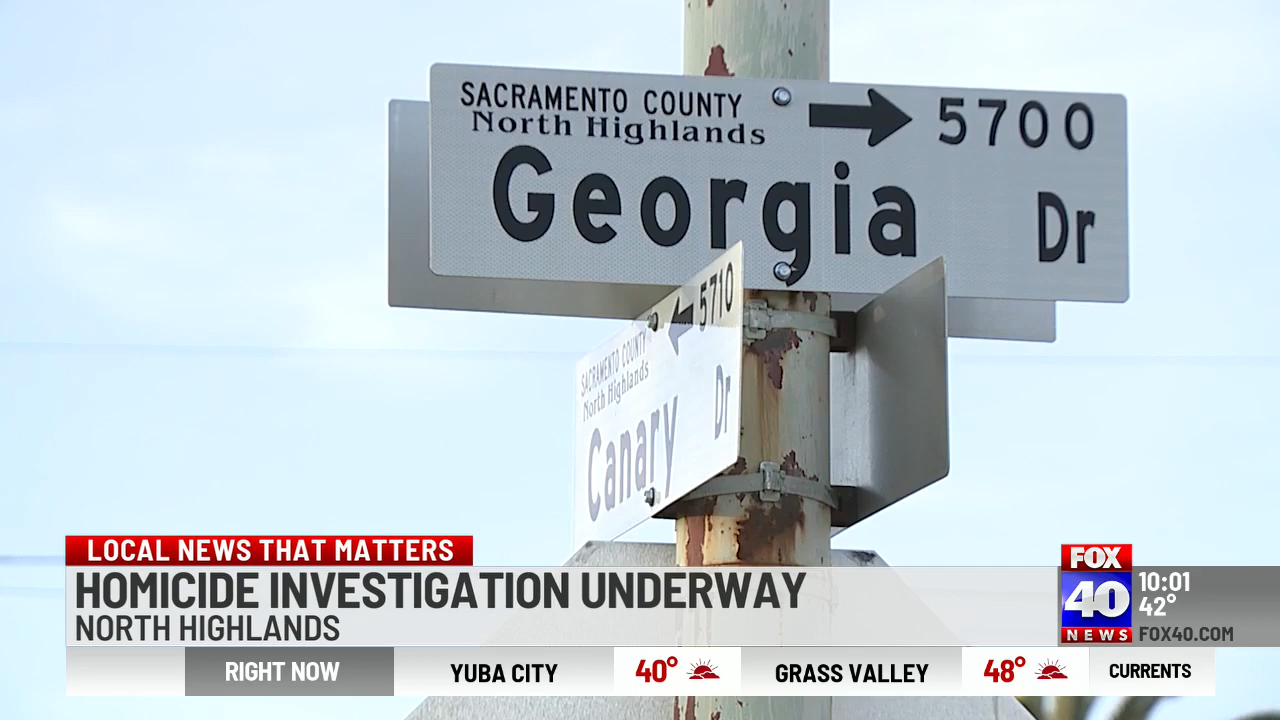 SACRAMENTO COUNTY
North Highlands
5700
Georgia Dr
5710
SACRAMENTO COUNTY
North Highlands
Canary Dr
LOCAL NEWS THAT MATTERS
HOMICIDE INVESTIGATION UNDERWAY
NORTH HIGHLANDS
FOX
40
NEWS
10:01
42°
FOX40.COM
RIGHT NOW
YUBA CITY
40°
GRASS VALLEY
48°
CURRENTS